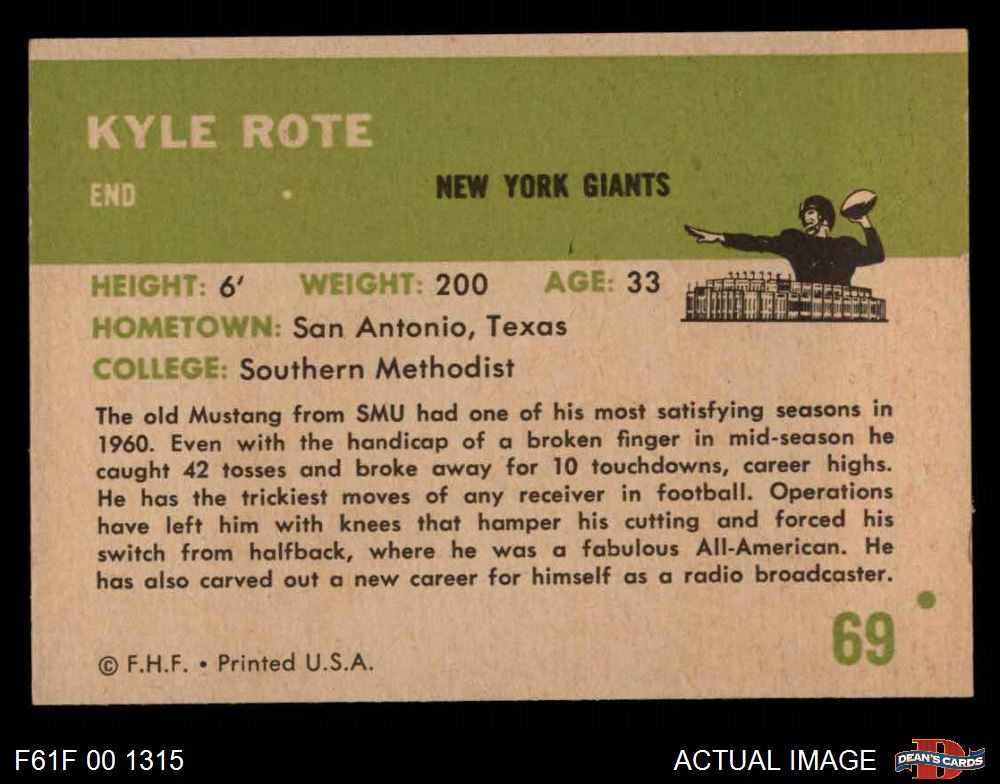 KYLE ROTE
END
NEW YORK GIANTS
HEIGHT: 6' WEIGHT: 200 AGE: 33
HOMETOWN: San Antonio, Texas
COLLEGE: Southern Methodist
The old Mustang from SMU had one of his most satisfying seasons in
1960. Even with the handicap of a broken finger in mid-season he
caught 42 tosses and broke away for 10 touchdowns, career highs.
He has the trickiest moves of any receiver in football. Operations
have left him with knees that hamper his cutting and forced his
switch from halfback, where he was a fabulous All-American. He
has also carved out a new career for himself as a radio broadcaster.
69
© F.H.F. • Printed U.S.A.
F61F 00 1315
ACTUAL IMAGE
D
DEAN'S CARDS